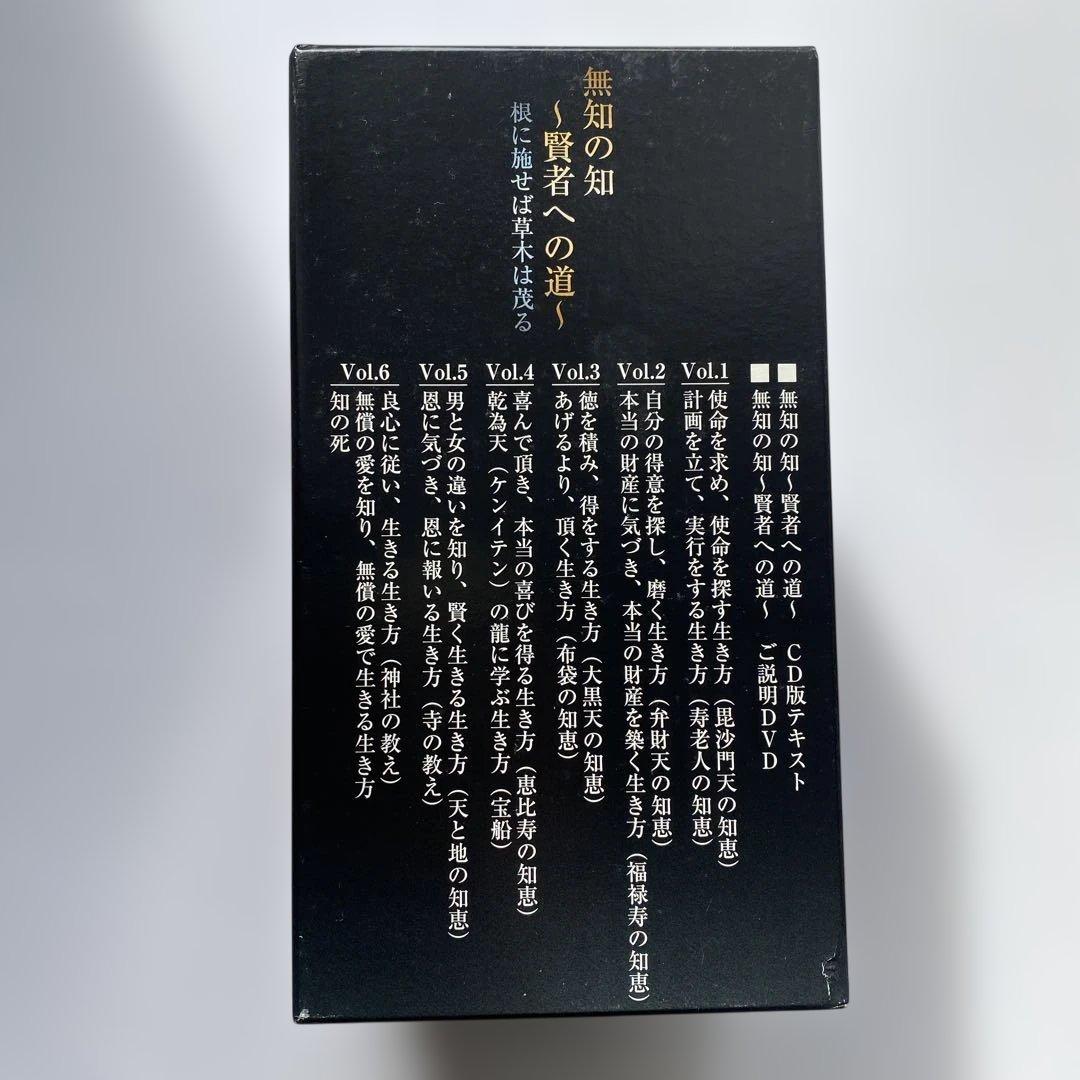 無知の知
～賢者への道～
根に施せば草木は茂る
■無知の知～賢者への道～ CD版テキスト
■無知の知～賢者への道～ ご説明DVD
Vol.1
使命を求め、使命を探す生き方（毘沙門天の知恵）
計画を立て、実行をする生き方（寿老人の知恵）
Vol.2
自分の得意を探し、磨く生き方（弁財天の知恵）
本当の財産に気づき、本当の財産を築く生き方（福禄寿の知恵）
Vol.3
徳を積み、得をする生き方（大黒天の知恵）
あげるより、頂く生き方（布袋の知恵）
Vol.4
喜んで頂き、本当の喜びを得る生き方（恵比寿の知恵）
乾為天（ケンイテン）の龍に学ぶ生き方（宝船）
Vol.5
男と女の違いを知り、賢く生きる生き方（天と地の知恵）
恩に気づき、恩に報いる生き方（寺の教え）
Vol.6
良心に従い、生きる生き方（神社の教え）
無償の愛を知り、無償の愛で生きる生き方
知の死